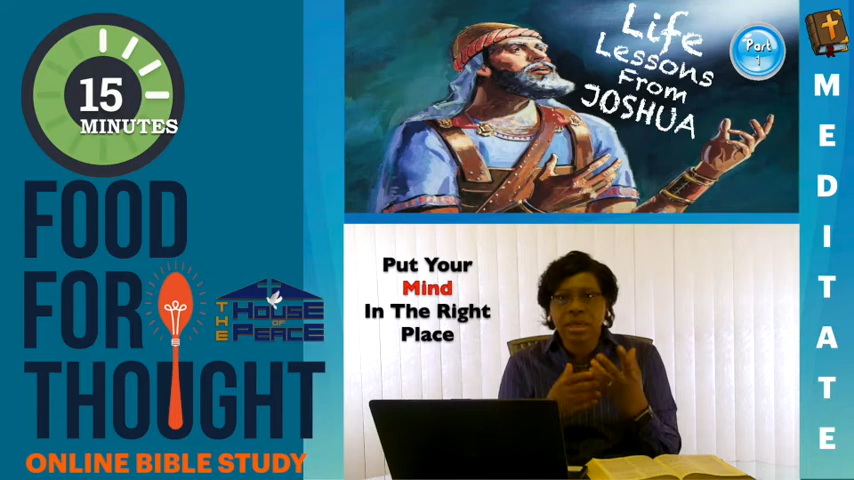 15
MINUTES
FOOD
FOR
THOUGHT
THE
HOUSE
OF
PEACE
ONLINE BIBLE STUDY
Life
Lessons
From
JOSHUA
Part
1
Put Your
Mind
In The Right
Place
M
E
D
I
T
A
T
E